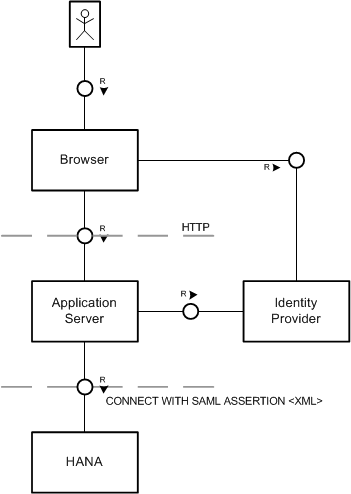 R
Browser
R
R
HTTP
Application
Server
R
Identity
Provider
R
CONNECT WITH SAML ASSERTION <XML>
HANA